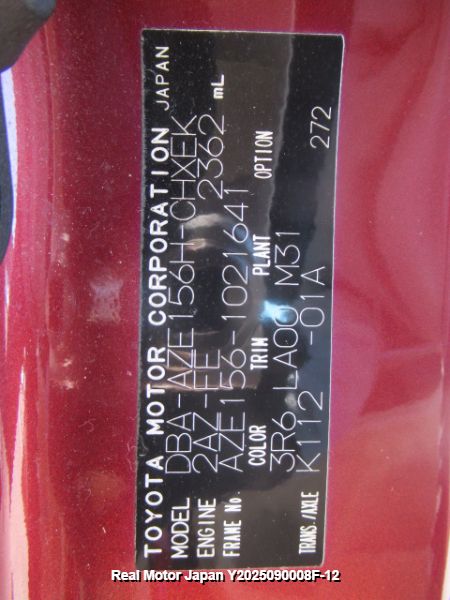 TOYOTA MOTOR CORPORATION JAPAN
MODEL DBA-AZE156H-CHXEK
ENGINE 2AZ-FE 2362 mL
FRAME No. AZE156-1021641
COLOR TRIM PLANT OPTION
3R6 LA00 M31
TRANS./AXLE K112 -01A 272
Real Motor Japan Y2025090008F-12